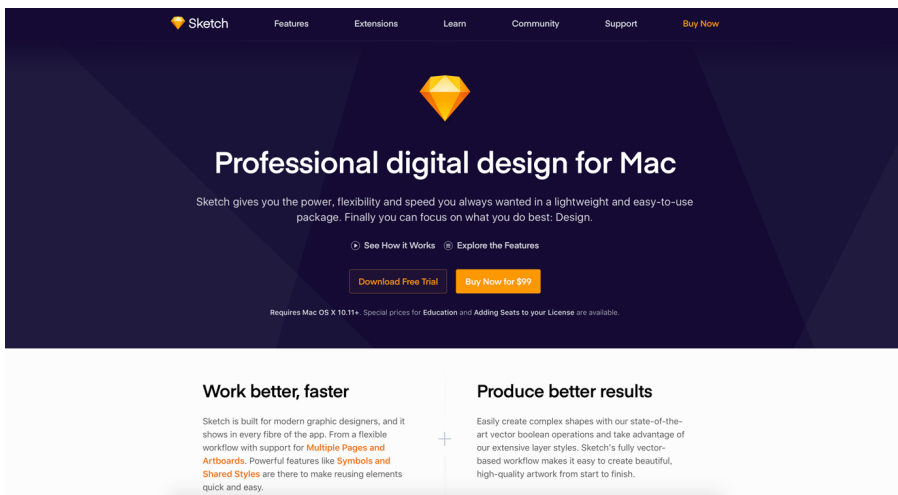 Sketch
Features
Extensions
Learn
Community
Support
Buy Now
Professional digital design for Mac
Sketch gives you the power, flexibility and speed you always wanted in a lightweight and easy-to-use
package. Finally you can focus on what you do best: Design.
See How it Works
Explore the Features
Download Free Trial
Buy Now for $99
Requires Mac OS X 10.11+. Special prices for Education and Adding Seats to your License are available.
Work better, faster
Sketch is built for modern graphic designers, and it
shows in every fibre of the app. From a flexible
workflow with support for Multiple Pages and
Artboards. Powerful features like Symbols and
Shared Styles are there to make reusing elements
quick and easy.
Produce better results
Easily create complex shapes with our state-of-the-
art vector boolean operations and take advantage of
our extensive layer styles. Sketch's fully vector-
based workflow makes it easy to create beautiful,
high-quality artwork from start to finish.